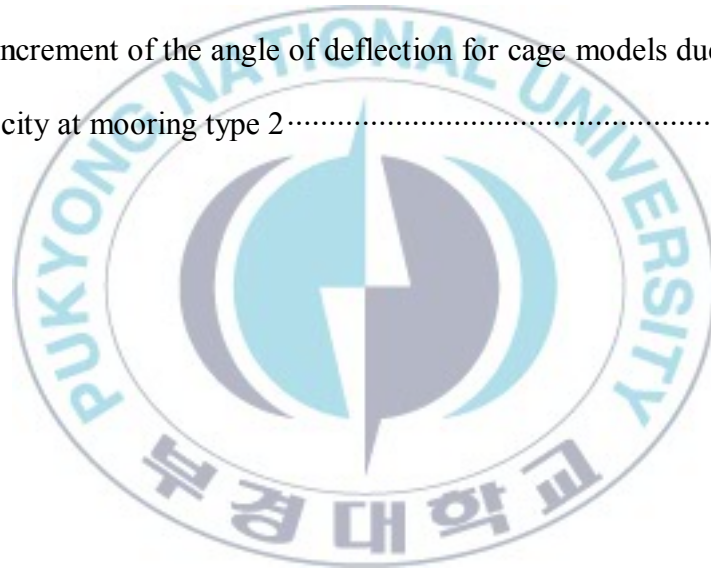 ncrement of the angle of deflection for cage models du
city at mooring type 2·······················································
PUKYONG NATIONAL UNIVERSITY
부경대학교